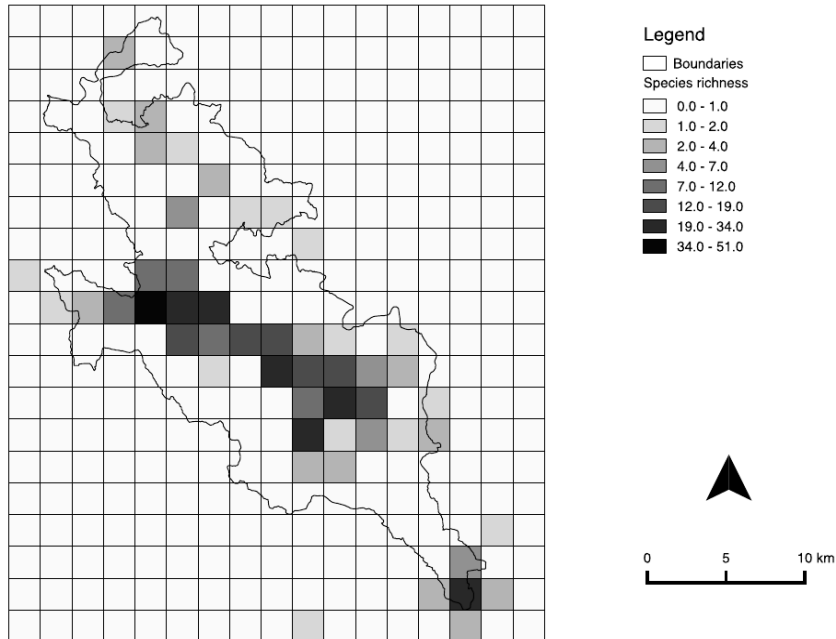 Legend
Boundaries
Species richness
0.0 - 1.0
1.0 - 2.0
2.0 - 4.0
4.0 - 7.0
7.0 - 12.0
12.0 - 19.0
19.0 - 34.0
34.0 - 51.0
0 5 10 km